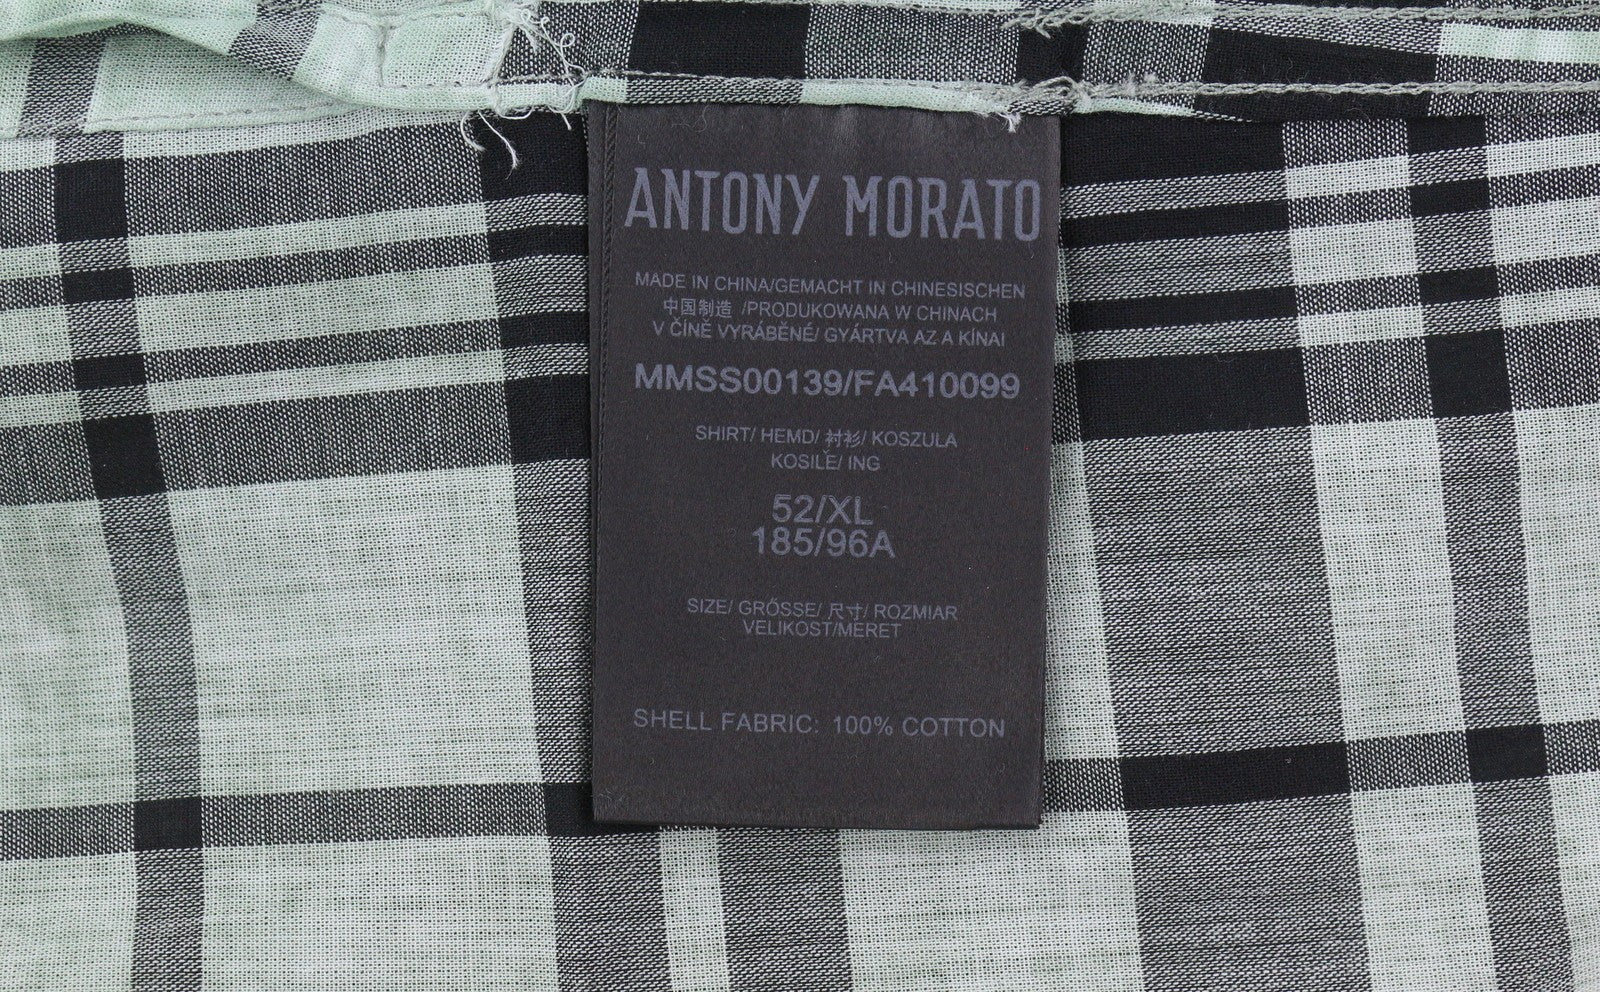 ANTONY MORATO
MADE IN CHINA/GEMACHT IN CHINESISCHEN
中国制造 /PRODUKOWANA W CHINACH
V ČÍNĚ VYRÁBĚNÉ/ GYÁRTVA AZ A KÍNAI
MMSS00139/FA410099
SHIRT/ HEMD/ 衬衫/ KOSZULA
KOSILE/ ING
52/XL
185/96A
SIZE/ GRŐSSE/ 尺寸/ ROZMIAR
VELIKOST/MÉRET
SHELL FABRIC: 100% COTTON